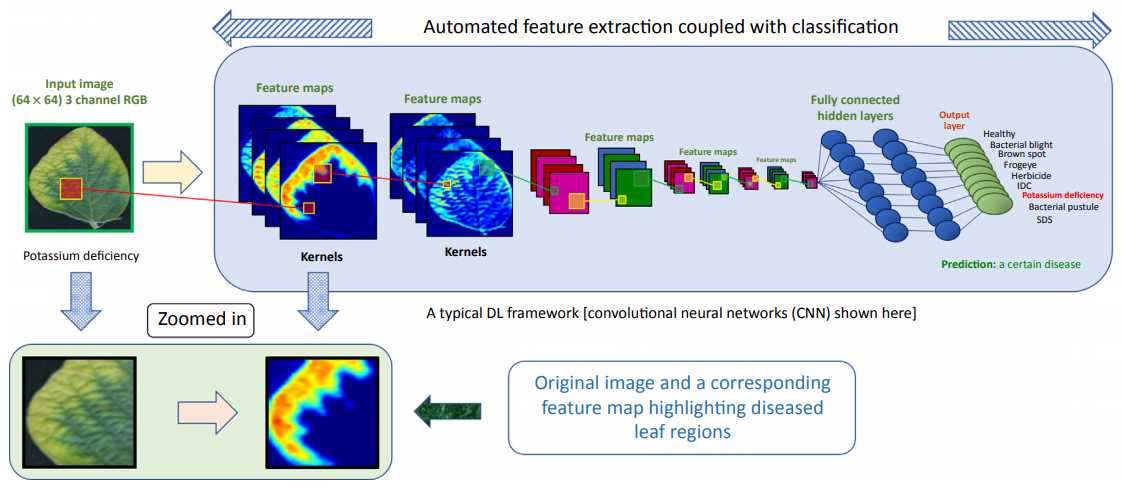 Automated feature extraction coupled with classification
Input image
(64 × 64) 3 channel RGB
Feature maps
Feature maps
Feature maps
Feature maps
Feature maps
Fully connected
hidden layers
Output
layer
Healthy
Bacterial blight
Brown spot
Frogeye
Herbicide
IDC
Potassium deficiency
Bacterial pustule
SDS
Potassium deficiency
Kernels
Kernels
Prediction: a certain disease
Zoomed in
A typical DL framework [convolutional neural networks (CNN) shown here]
Original image and a corresponding
feature map highlighting diseased
leaf regions